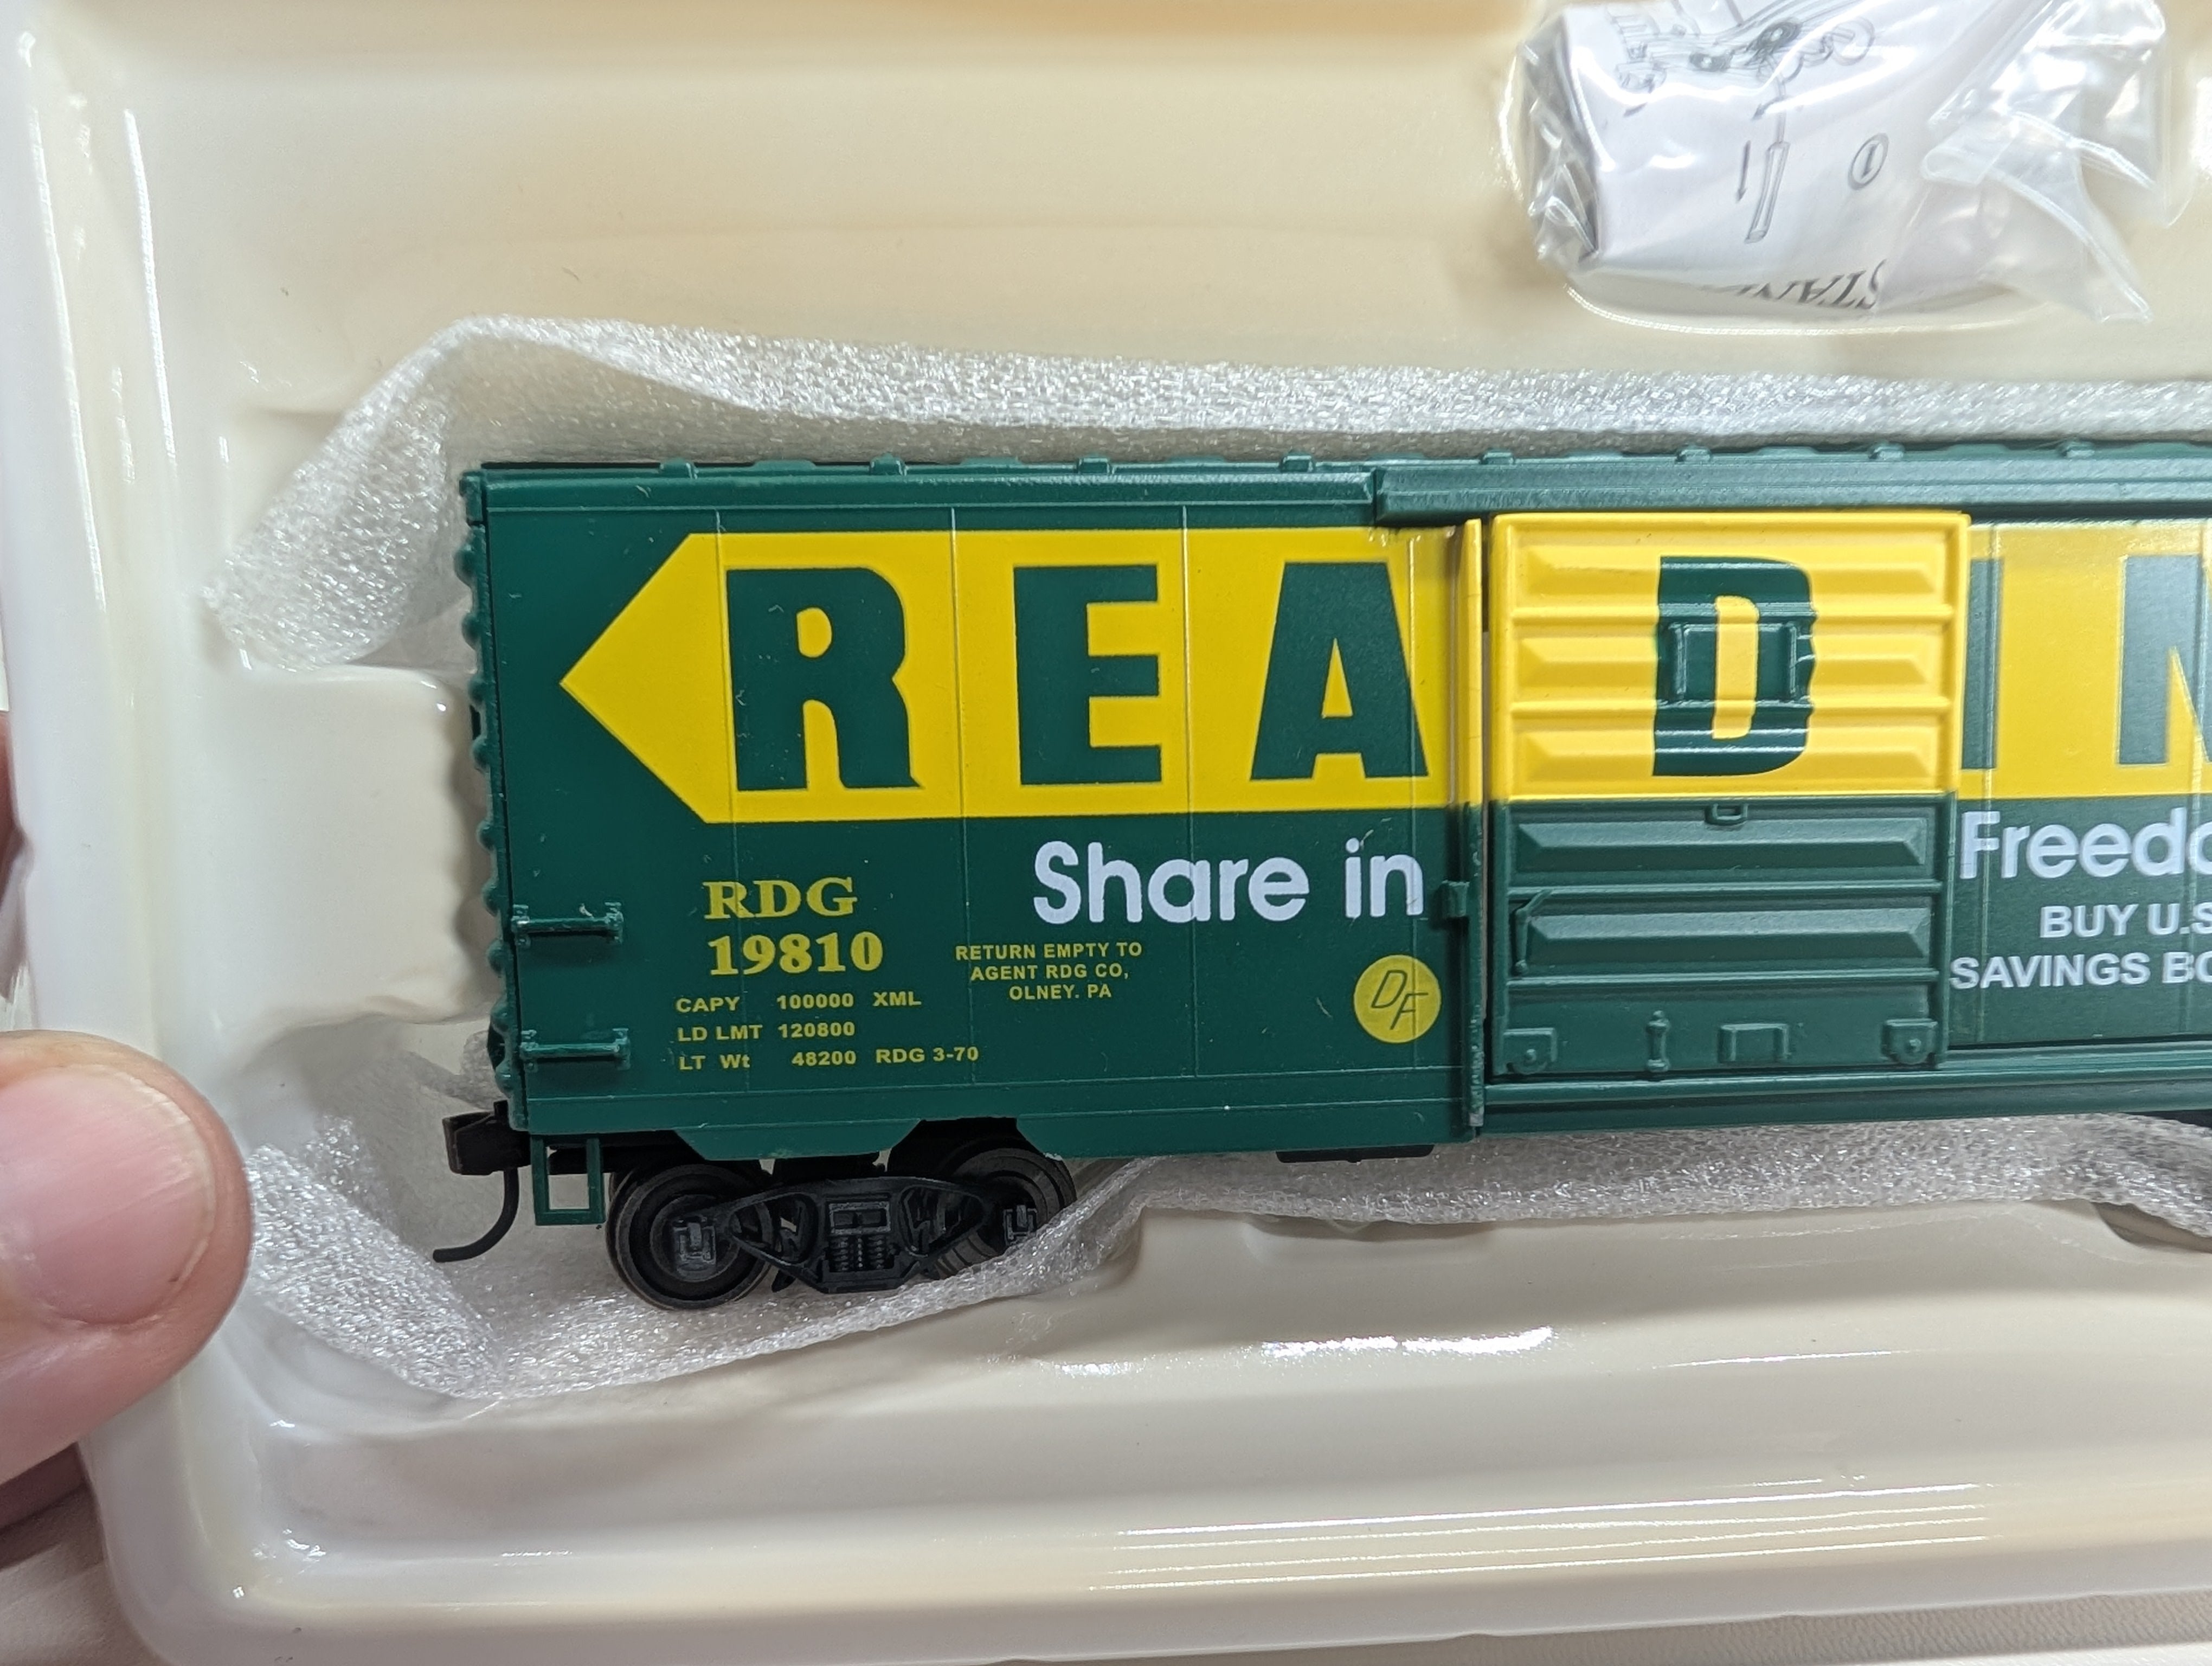 ①
READIN
Share in
Freedo
BUY U.S
SAVINGS BO
RDG
19810
CAPY 100000 XML
LD LMT 120800
LT Wt 48200 RDG 3-70
RETURN EMPTY TO
AGENT RDG CO,
OLNEY. PA
DF